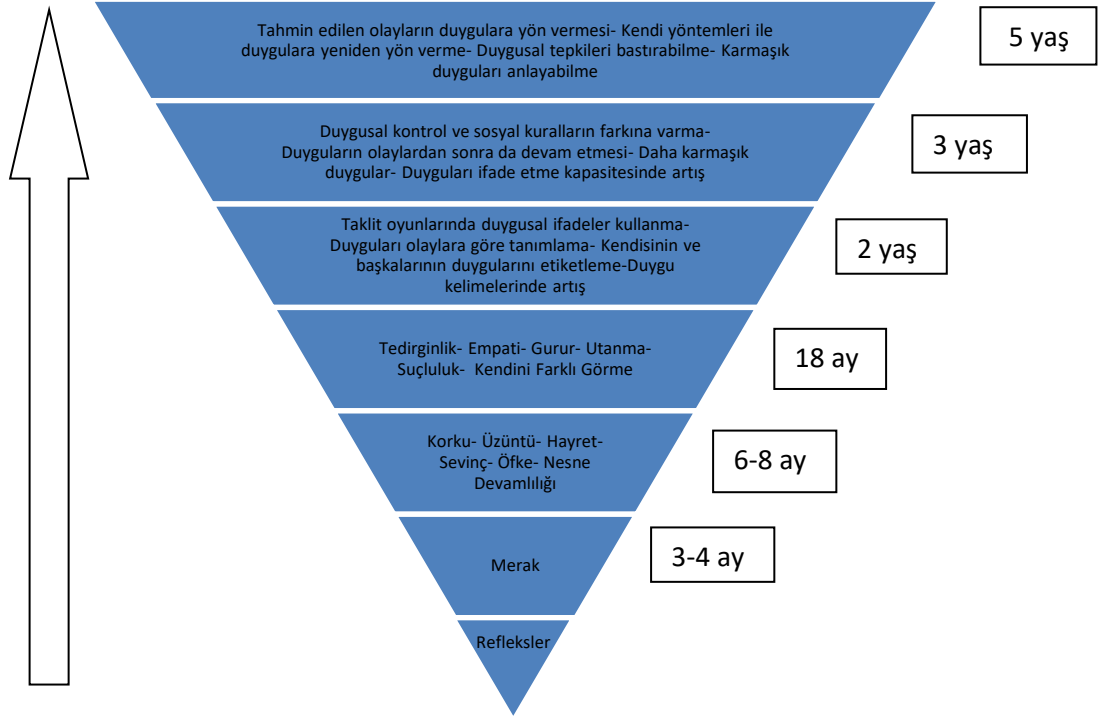 Tahmin edilen olayların duygulara yön vermesi- Kendi yöntemleri ile
duygulara yeniden yön verme- Duygusal tepkileri bastırabilme- Karmaşık
duyguları anlayabilme
5 yaş
Duygusal kontrol ve sosyal kuralların farkına varma-
Duyguların olaylardan sonra da devam etmesi- Daha karmaşık
duygular- Duyguları ifade etme kapasitesinde artış
3 yaş
Taklit oyunlarında duygusal ifadeler kullanma-
Duyguları olaylara göre tanımlama- Kendisinin ve
başkalarının duygularını etiketleme-Duygu
kelimelerinde artış
2 yaş
Tedirginlik- Empati- Gurur- Utanma-
Suçluluk- Kendini Farklı Görme
18 ay
Korku- Üzüntü- Hayret-
Sevinç- Öfke- Nesne
Devamlılığı
6-8 ay
Merak
3-4 ay
Refleksler